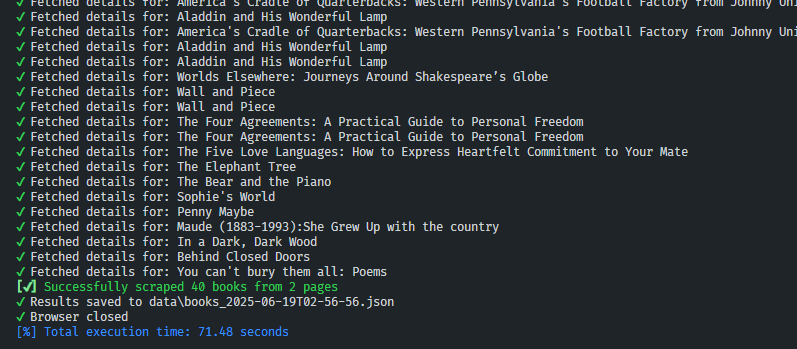 ✓ Fetched details for: America's Cradle of Quarterbacks: Western Pennsylvania's Football Factory from Johnny Uni
✓ Fetched details for: Aladdin and His Wonderful Lamp
✓ Fetched details for: America's Cradle of Quarterbacks: Western Pennsylvania's Football Factory from Johnny Uni
✓ Fetched details for: Aladdin and His Wonderful Lamp
✓ Fetched details for: Aladdin and His Wonderful Lamp
✓ Fetched details for: Worlds Elsewhere: Journeys Around Shakespeare’s Globe
✓ Fetched details for: Wall and Piece
✓ Fetched details for: Wall and Piece
✓ Fetched details for: The Four Agreements: A Practical Guide to Personal Freedom
✓ Fetched details for: The Four Agreements: A Practical Guide to Personal Freedom
✓ Fetched details for: The Five Love Languages: How to Express Heartfelt Commitment to Your Mate
✓ Fetched details for: The Elephant Tree
✓ Fetched details for: The Bear and the Piano
✓ Fetched details for: Sophie's World
✓ Fetched details for: Penny Maybe
✓ Fetched details for: Maude (1883-1993):She Grew Up with the country
✓ Fetched details for: In a Dark, Dark Wood
✓ Fetched details for: Behind Closed Doors
✓ Fetched details for: You can't bury them all: Poems
[✓] Successfully scraped 40 books from 2 pages
✓ Results saved to data\books_2025-06-19T02-56-56.json
✓ Browser closed
[%] Total execution time: 71.48 seconds